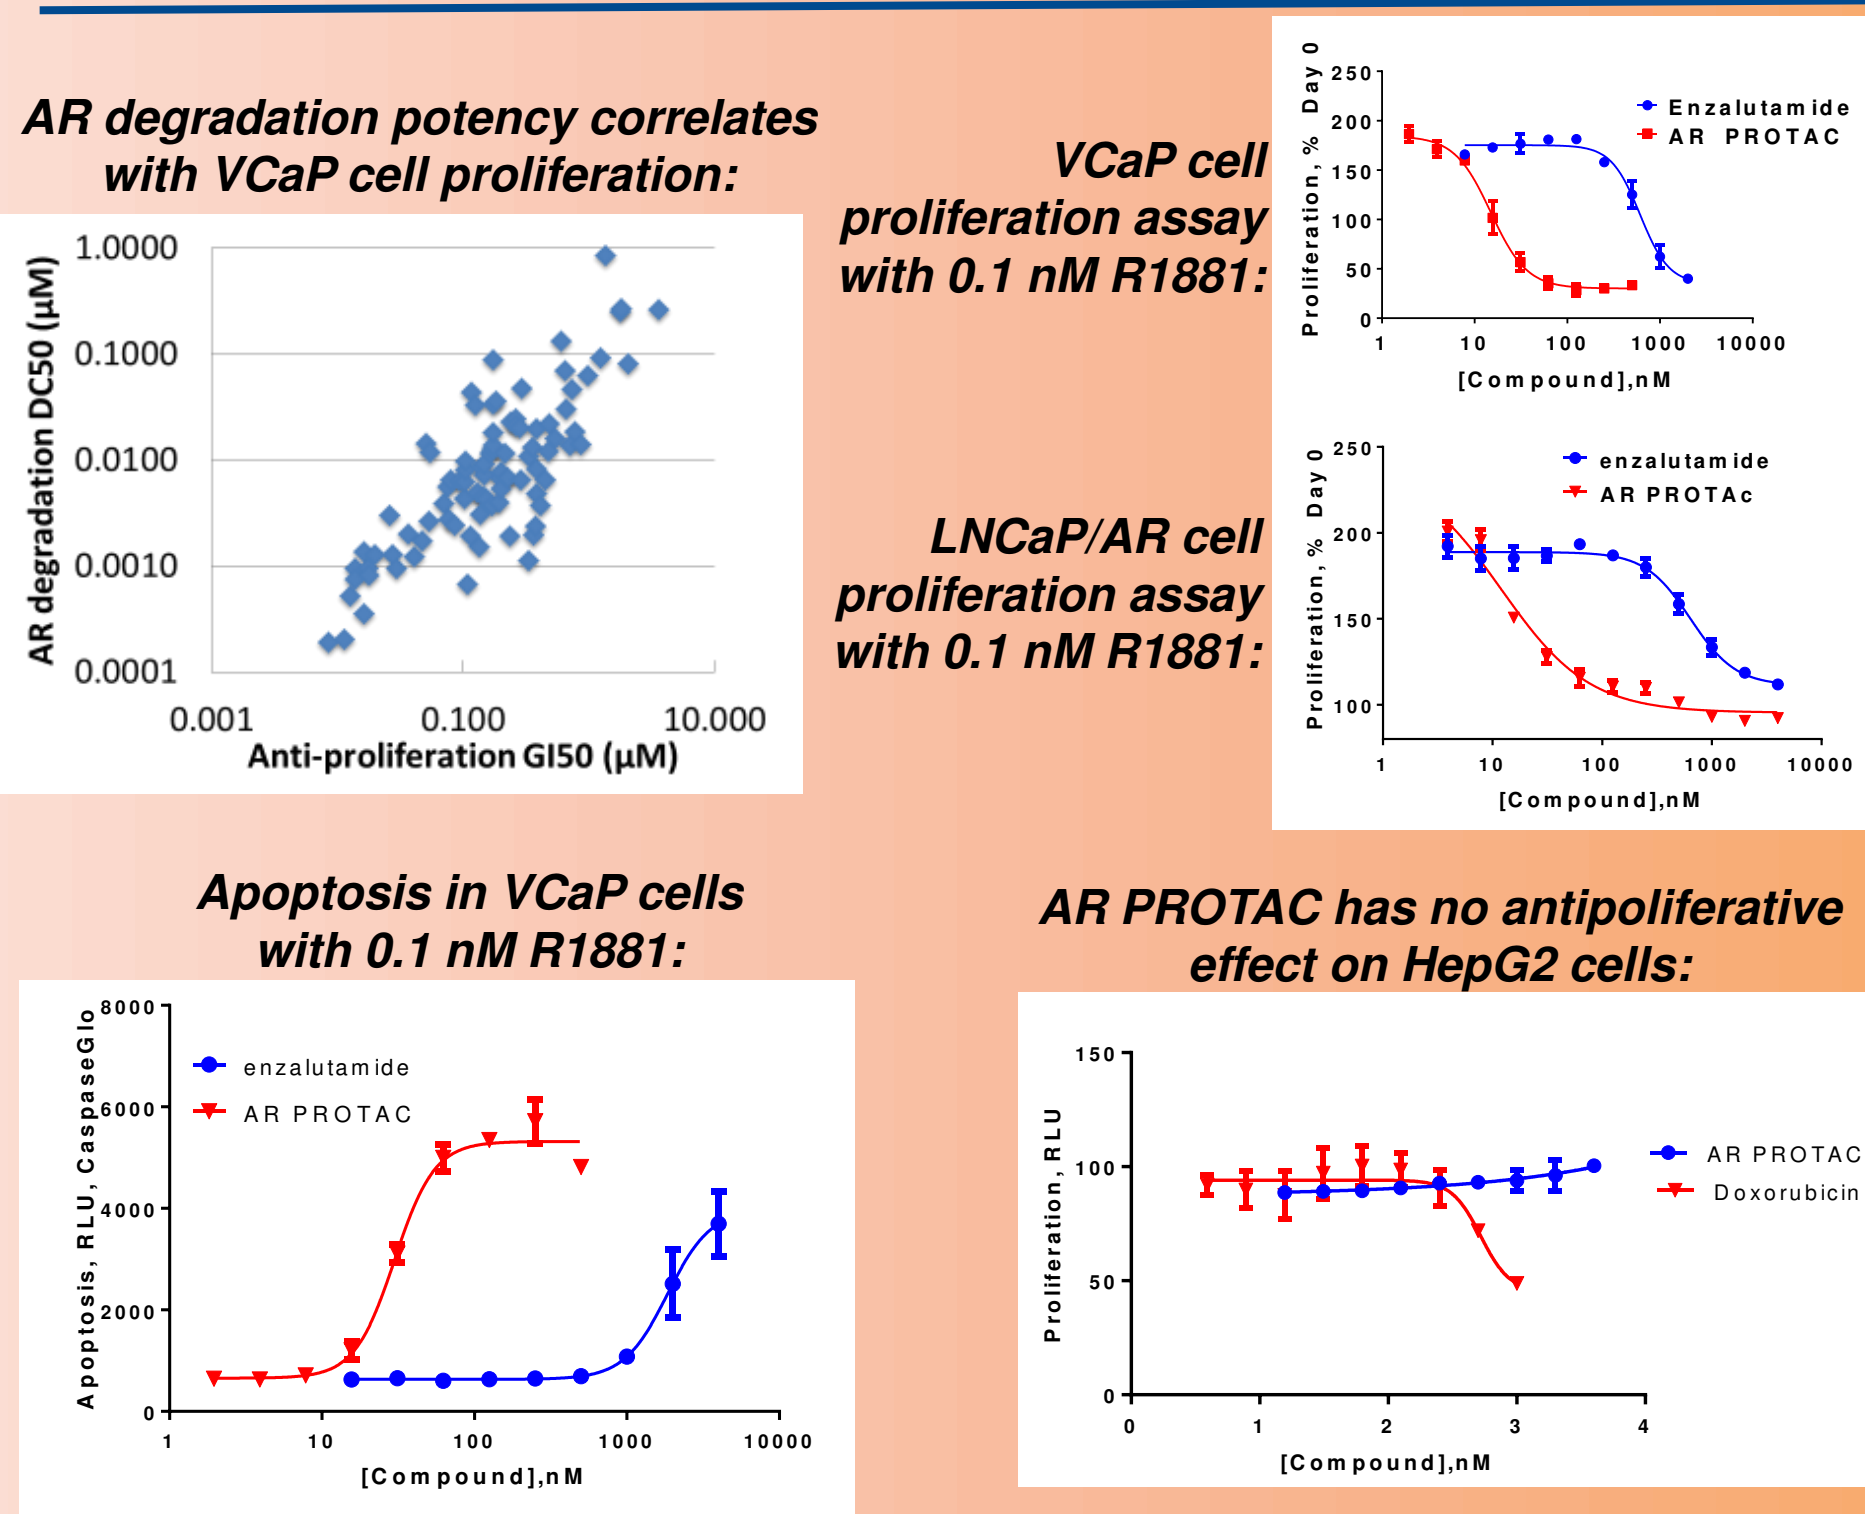 AR degradation potency correlates
with VCaP cell proliferation:
AR degradation DC50 (µM)
1.0000
0.1000
0.0100
0.0010
0.0001
0.001 0.100 10.000
Anti-proliferation GI50 (µM)
VCaP cell
proliferation assay
with 0.1 nM R1881:
Proliferation, % Day 0
250
200
150
100
50
0
1 10 100 1000 10000
[Compound],nM
Enzalutamide
AR PROTAC
LNCaP/AR cell
proliferation assay
with 0.1 nM R1881:
Proliferation, % Day 0
250
200
150
100
1 10 100 1000 10000
[Compound],nM
enzalutamide
AR PROTAc
Apoptosis in VCaP cells
with 0.1 nM R1881:
Apoptosis, RLU, CaspaseGlo
8000
6000
4000
2000
0
1 10 100 1000 10000
[Compound],nM
enzalutamide
AR PROTAC
AR PROTAC has no antipoliferative
effect on HepG2 cells:
Proliferation, RLU
150
100
50
0
0 1 2 3 4
[Compound],nM
AR PROTAC
Doxorubicin